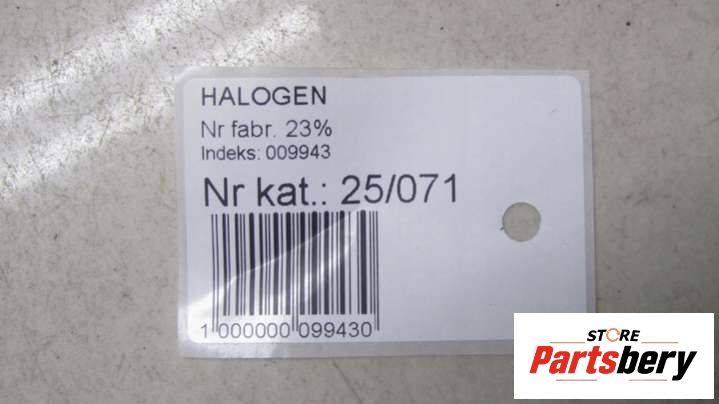 HALOGEN
Nr fabr. 23%
Indeks: 009943
Nr kat.: 25/071
1 000000 099430
STORE
Partsbery